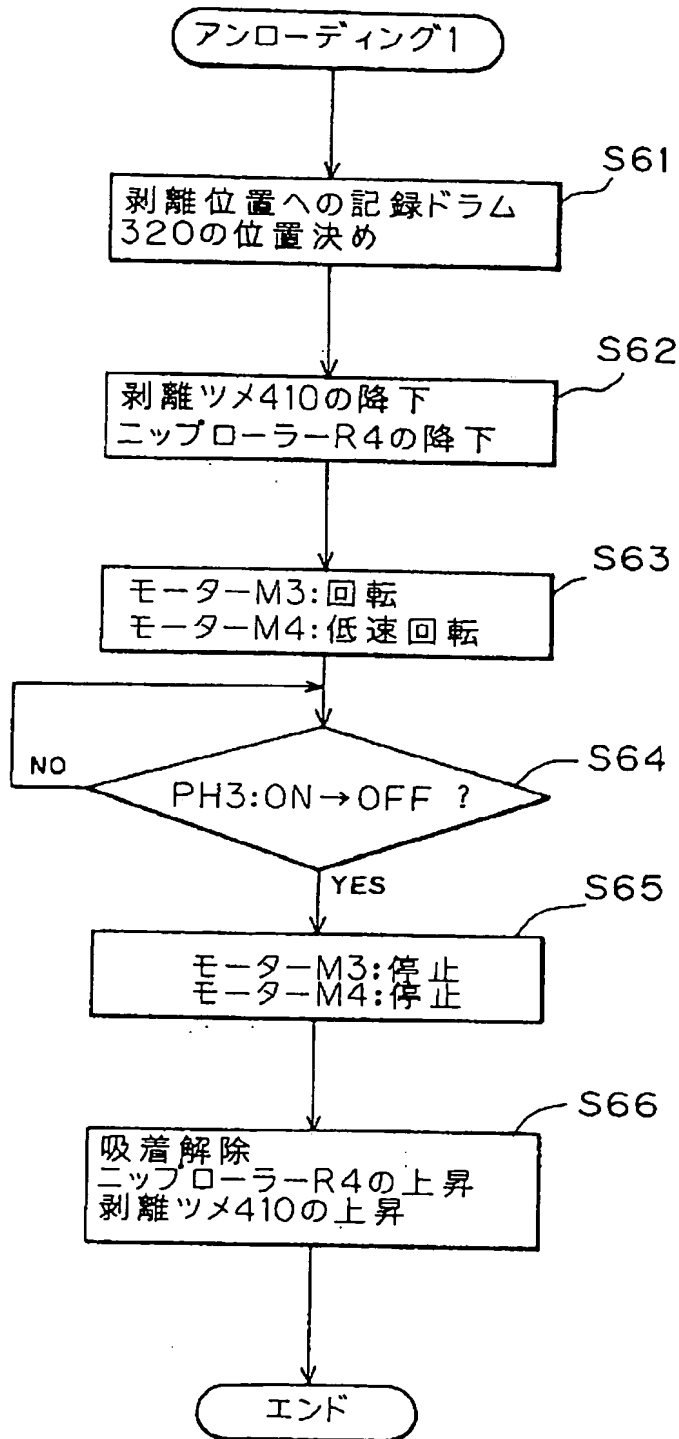 アンローディング1
S61
剥離位置への記録ドラム
320の位置決め
S62
剥離ツメ410の降下
ニップローラーR4の降下
S63
モーターM3:回転
モーターM4:低速回転
S64
NO
PH3:ON→OFF ?
YES
S65
モーターM3:停止
モーターM4:停止
S66
吸着解除
ニップローラーR4の上昇
剥離ツメ410の上昇
エンド